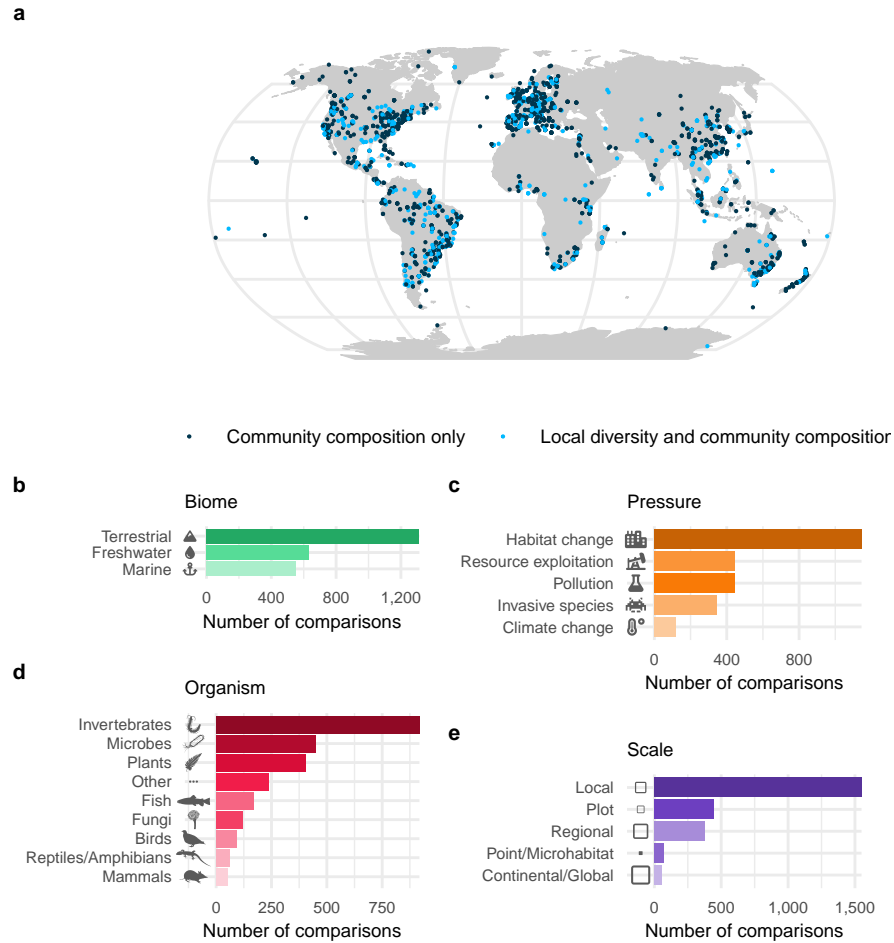 a
Community composition only
Local diversity and community composition
b
Biome
Terrestrial
Freshwater
Marine
0 400 800 1,200
Number of comparisons
c
Pressure
Habitat change
Resource exploitation
Pollution
Invasive species
Climate change
0 400 800
Number of comparisons
d
Organism
Invertebrates
Microbes
Plants
Other
Fish
Fungi
Birds
Reptiles/Amphibians
Mammals
0 250 500 750
Number of comparisons
e
Scale
Local
Plot
Regional
Point/Microhabitat
Continental/Global
0 500 1,000 1,500
Number of comparisons